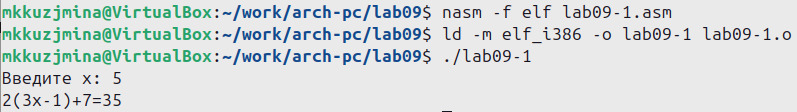 mkkuzjmina@VirtualBox:~/work/arch-pc/lab09$ nasm -f elf lab09-1.asm
mkkuzjmina@VirtualBox:~/work/arch-pc/lab09$ ld -m elf_i386 -o lab09-1 lab09-1.o
mkkuzjmina@VirtualBox:~/work/arch-pc/lab09$ ./lab09-1
Введите x: 5
2(3x-1)+7=35